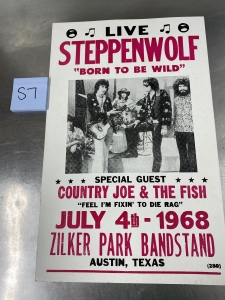 LIVE
STEPPENWOLF
"BORN TO BE WILD"
S7
SPECIAL GUEST
COUNTRY JOE & THE FISH
"FEEL I'M FIXIN' TO DIE RAG"
JULY 4th - 1968
ZILKER PARK BANDSTAND
AUSTIN, TEXAS
(280)